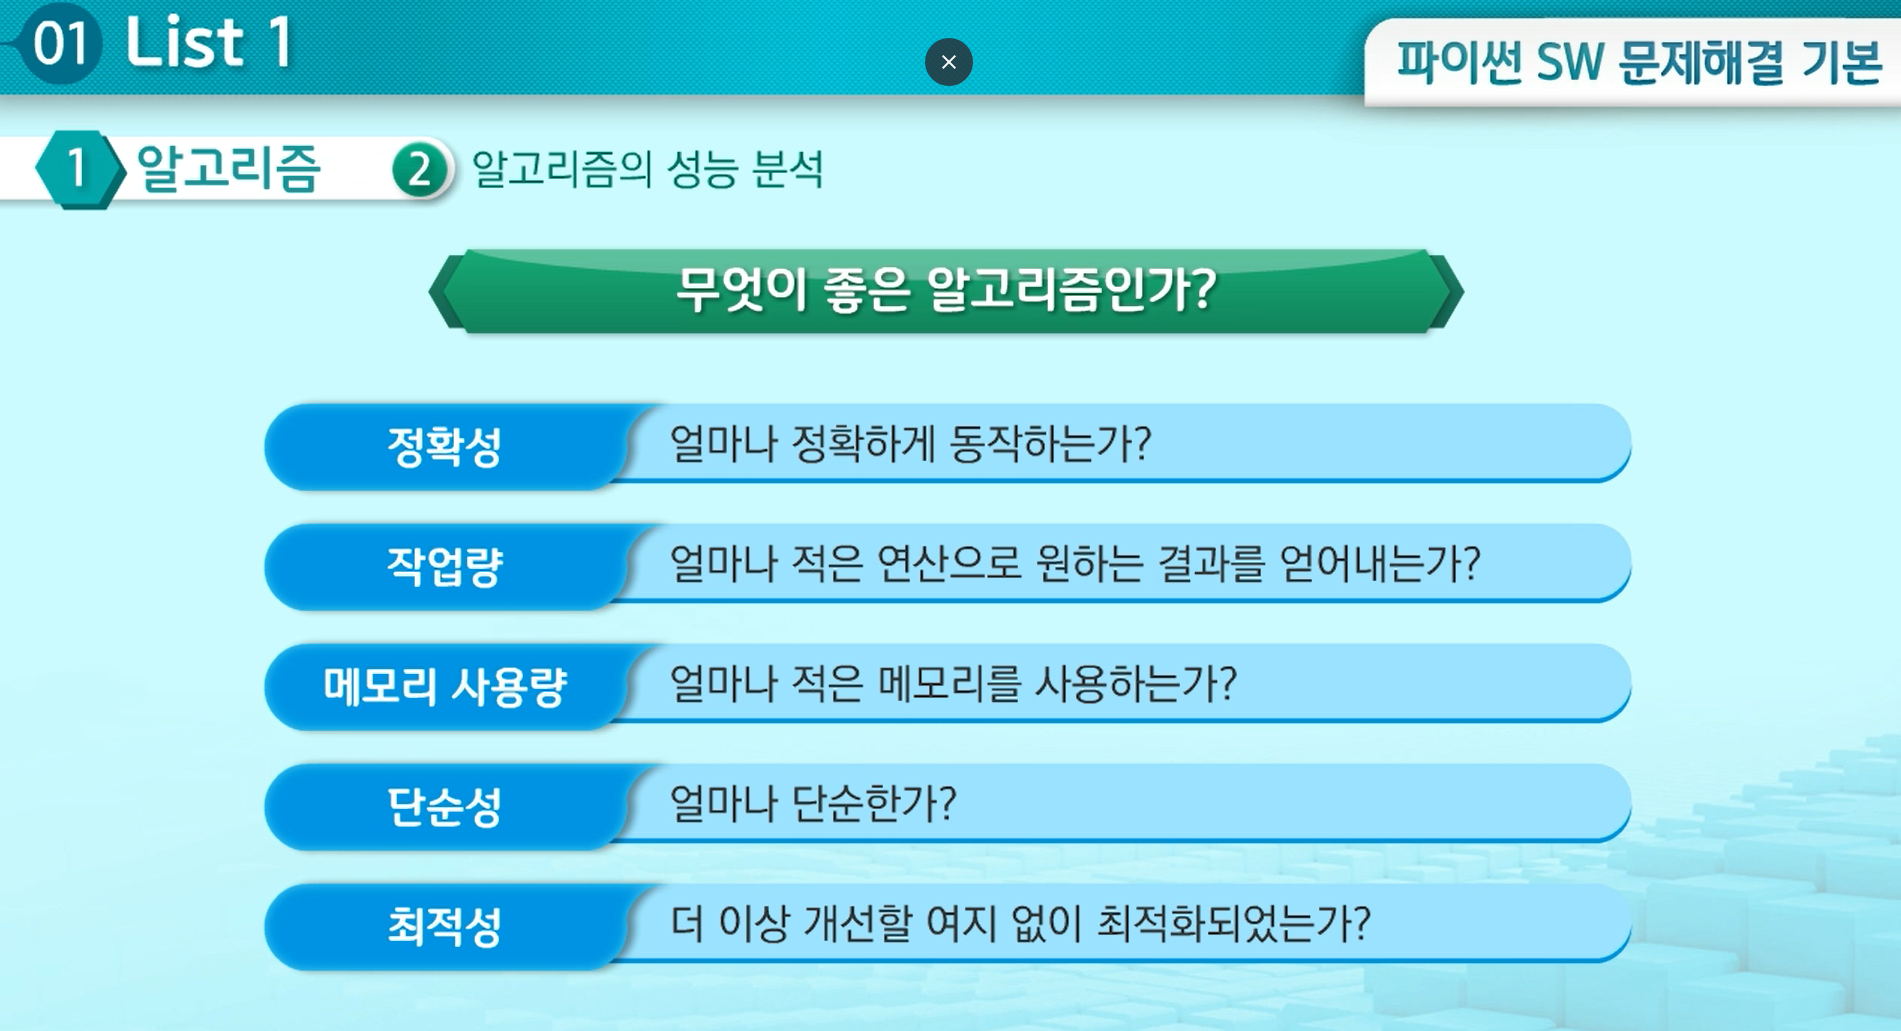 01 List 1
파이썬 SW 문제해결 기본
1 알고리즘 2 알고리즘의 성능 분석
무엇이 좋은 알고리즘인가?
정확성 얼마나 정확하게 동작하는가?
작업량 얼마나 적은 연산으로 원하는 결과를 얻어내는가?
메모리 사용량 얼마나 적은 메모리를 사용하는가?
단순성 얼마나 단순한가?
최적성 더 이상 개선할 여지 없이 최적화되었는가?